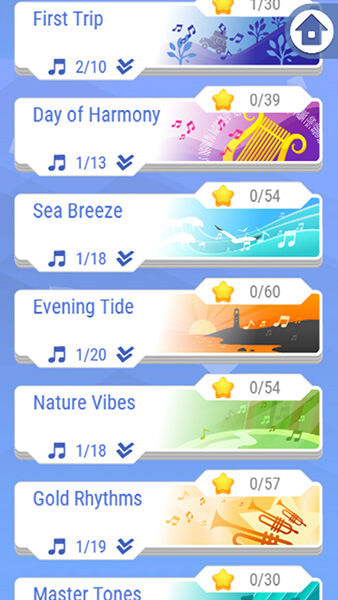 1/30
First Trip
2/10
0/39
Day of Harmony
1/13
0/54
Sea Breeze
1/18
0/60
Evening Tide
1/20
0/54
Nature Vibes
1/18
0/57
Gold Rhythms
1/19
0/30
Master Tones